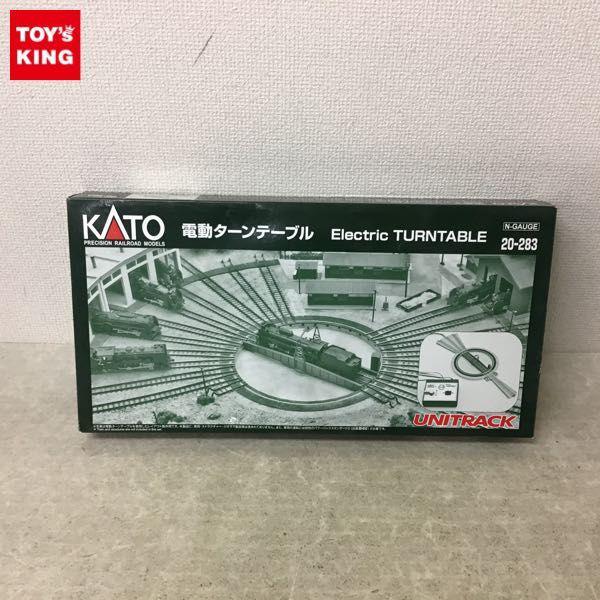 TOY's
KING
KATO
PRECISION RAILROAD MODELS
電動ターンテーブル Electric TURNTABLE
N-GAUGE
20-283
UNITRACK